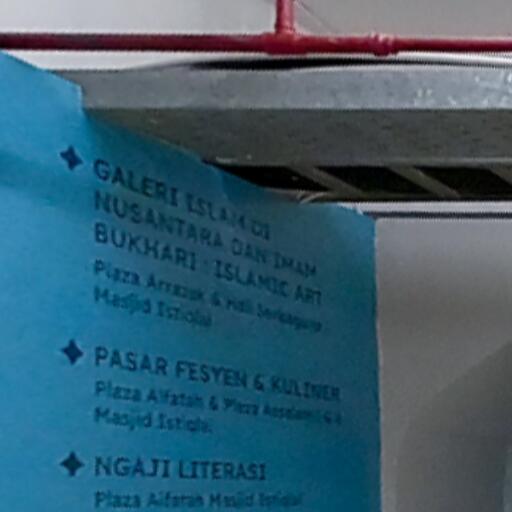 GALERI ISLAM DI
NUSANTARA DAN IMAM
BUKHARI · ISLAMIC ART
Plaza Arrazak & Hall Serbaguna
Masjid Istiqlal
PASAR FESYEN & KULINER
Plaza Alfatah & Plaza Assalam
Masjid Istiqlal
NGAJI LITERASI
Plaza Alfatah Masjid Istiqlal